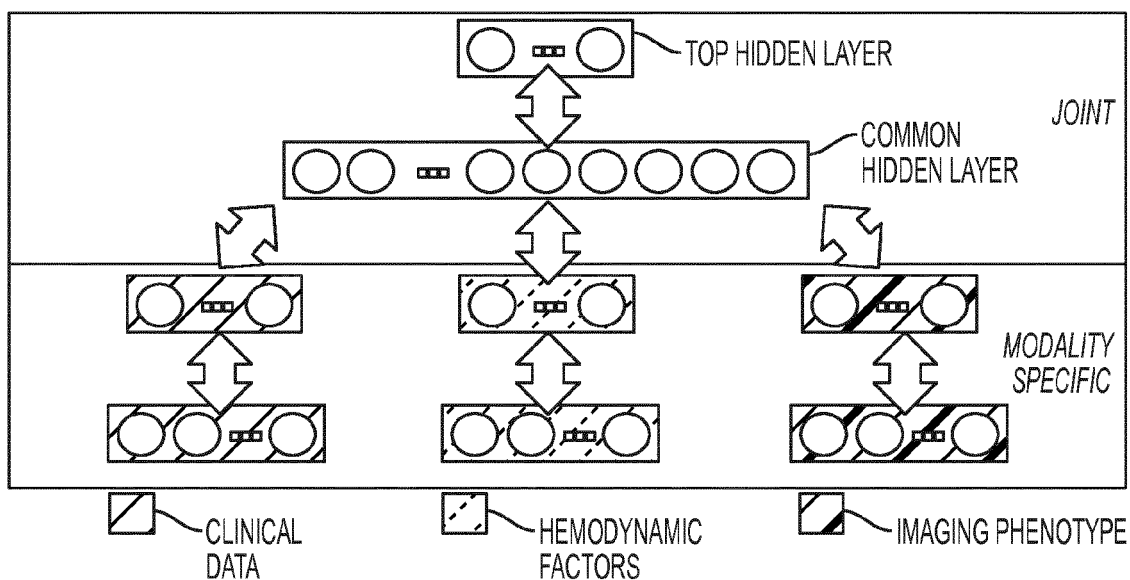 TOP HIDDEN LAYER
JOINT
COMMON
HIDDEN LAYER
MODALITY
SPECIFIC
CLINICAL
DATA
HEMODYNAMIC
FACTORS
IMAGING PHENOTYPE